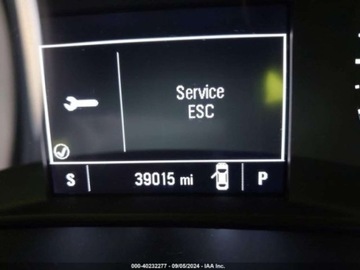 Service
ESC
S 39015 mi P
000-40232277 - 09/05/2024 - IAA Inc.